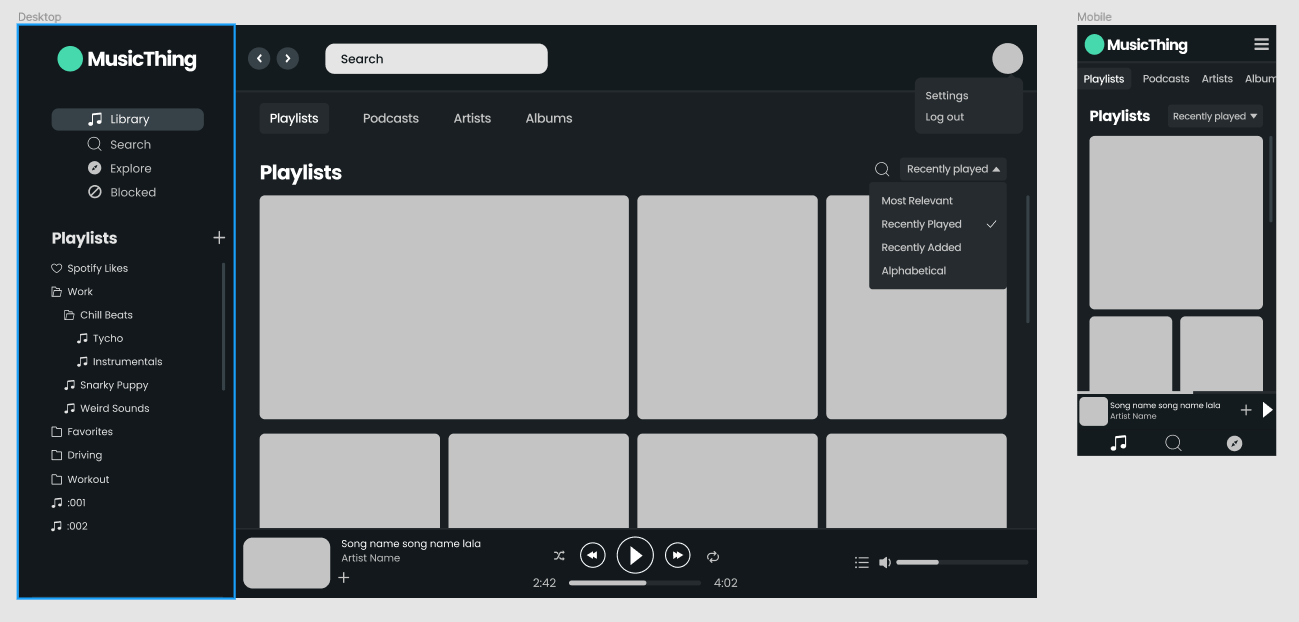 Desktop
MusicThing
Library
Search
Explore
Blocked
Playlists
Spotify Likes
Work
Chill Beats
Tycho
Instrumentals
Snarky Puppy
Weird Sounds
Favorites
Driving
Workout
:001
:002
Search
Settings
Log out
Playlists Podcasts Artists Albums
Playlists
Recently played
Most Relevant
Recently Played
Recently Added
Alphabetical
Song name song name lala
Artist Name
2:42 4:02
Mobile
MusicThing
Playlists Podcasts Artists Album
Playlists Recently played
Song name song name lala
Artist Name